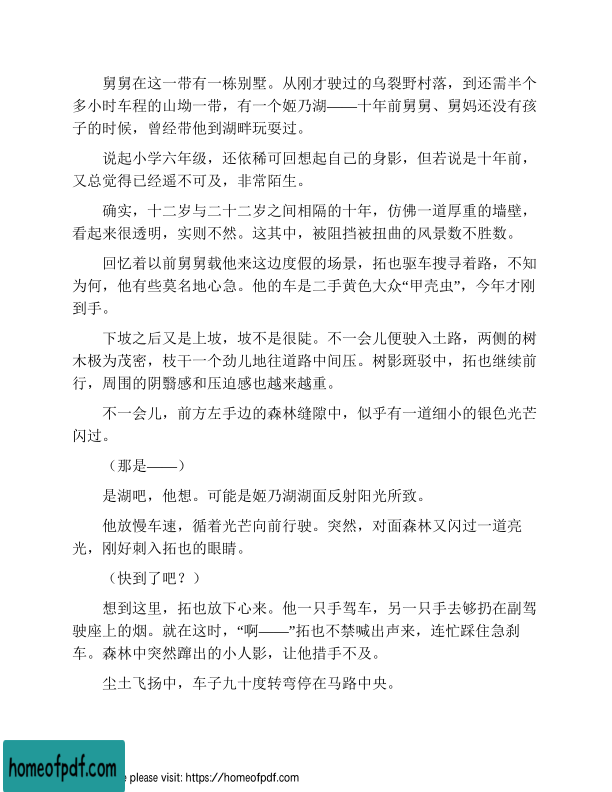 舅舅在这一带有一栋别墅。从刚才驶过的乌裂野村落，到还需半个
多小时车程的山坳一带，有一个姬乃湖——十年前舅舅、舅妈还没有孩
子的时候，曾经带他到湖畔玩耍过。
说起小学六年级，还依稀可回想起自己的身影，但若说是十年前，
又总觉得已经遥不可及，非常陌生。
确实，十二岁与二十二岁之间相隔的十年，仿佛一道厚重的墙壁，
看起来很透明，实则不然。这其中，被阻挡被扭曲的风景数不胜数。
回忆着以前舅舅载他来这边度假的场景，拓也驱车搜寻着路，不知
为何，他有些莫名地心急。他的车是二手黄色大众“甲壳虫”，今年才刚
到手。
下坡之后又是上坡，坡不是很陡。不一会儿便驶入土路，两侧的树
木极为茂密，枝干一个劲儿地往道路中间压。树影斑驳中，拓也继续前
行，周围的阴翳感和压迫感也越来越重。
不一会儿，前方左手边的森林缝隙中，似乎有一道细小的银色光芒
闪过。
（那是——）
是湖吧，他想。可能是姬乃湖湖面反射阳光所致。
他放慢车速，循着光芒向前行驶。突然，对面森林又闪过一道亮
光，刚好刺入拓也的眼睛。
（快到了吧？）
想到这里，拓也放下心来。他一只手驾车，另一只手去够扔在副驾
驶座上的烟。就在这时，“啊——”拓也不禁喊出声来，连忙踩住急刹
车。森林中突然蹿出的小人影，让他措手不及。
尘土飞扬中，车子九十度转弯停在马路中央。
homeofpdf.com
e please visit: https://homeofpdf.com